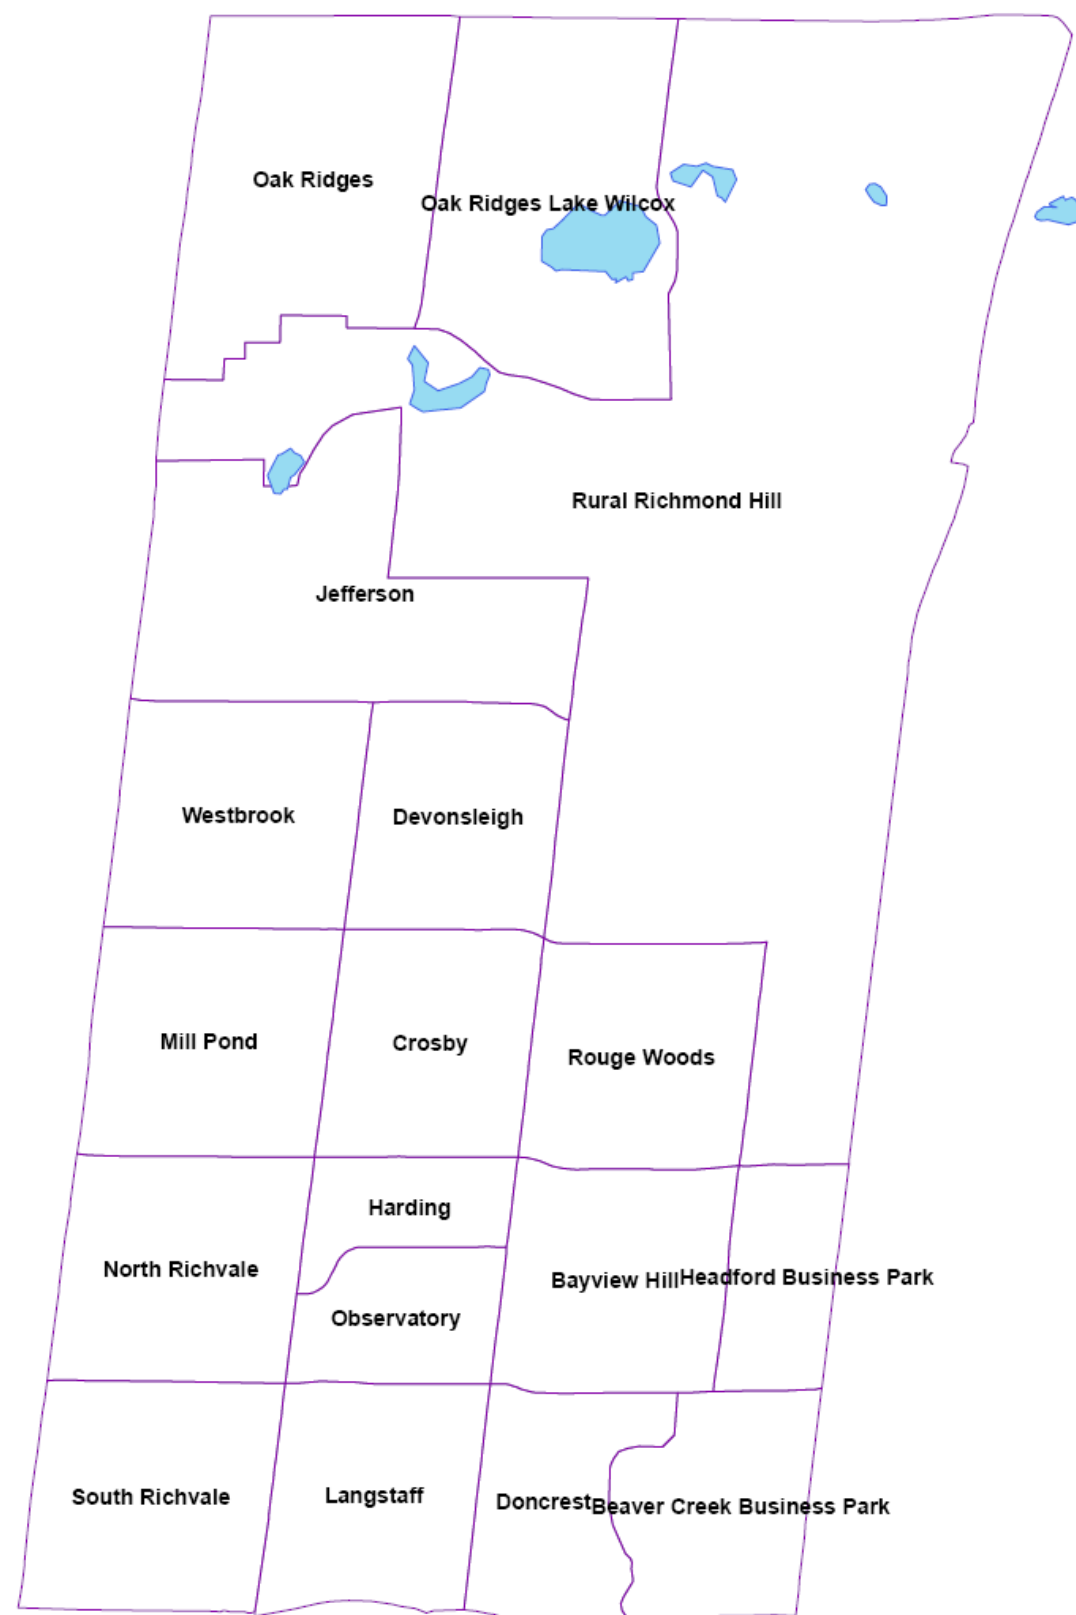 Oak Ridges
Oak Ridges Lake Wilcox
Rural Richmond Hill
Jefferson
Westbrook
Devonsleigh
Mill Pond
Crosby
Rouge Woods
Harding
North Richvale
Bayview Hill
Headford Business Park
Observatory
South Richvale
Langstaff
Doncrest
Beaver Creek Business Park